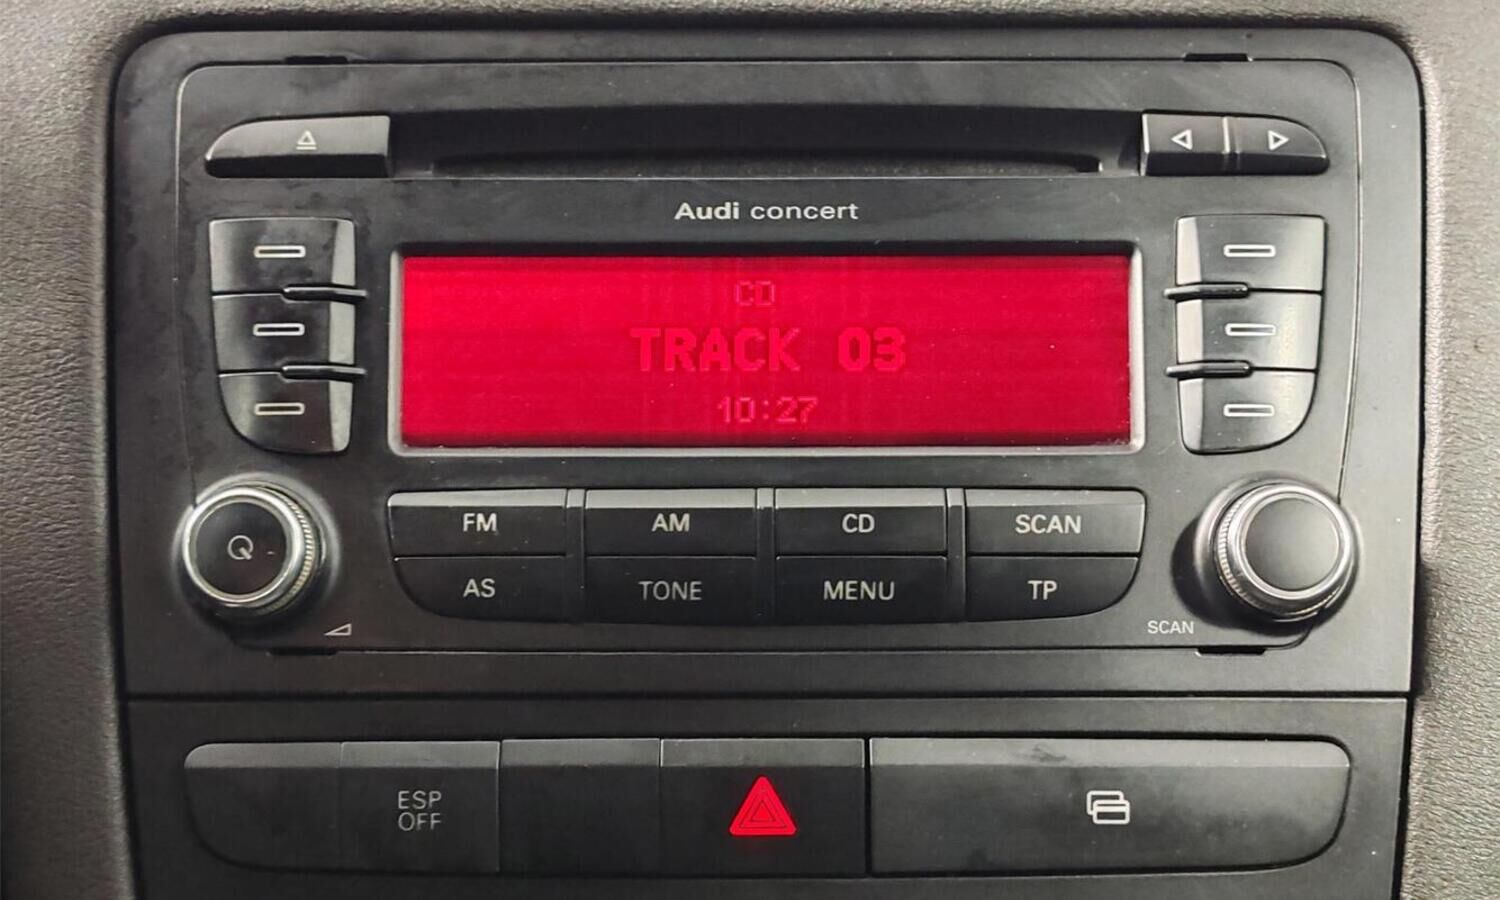 Audi concert
CD
TRACK 03
10:27
FM AM CD SCAN
AS TONE MENU TP
SCAN
ESP
OFF